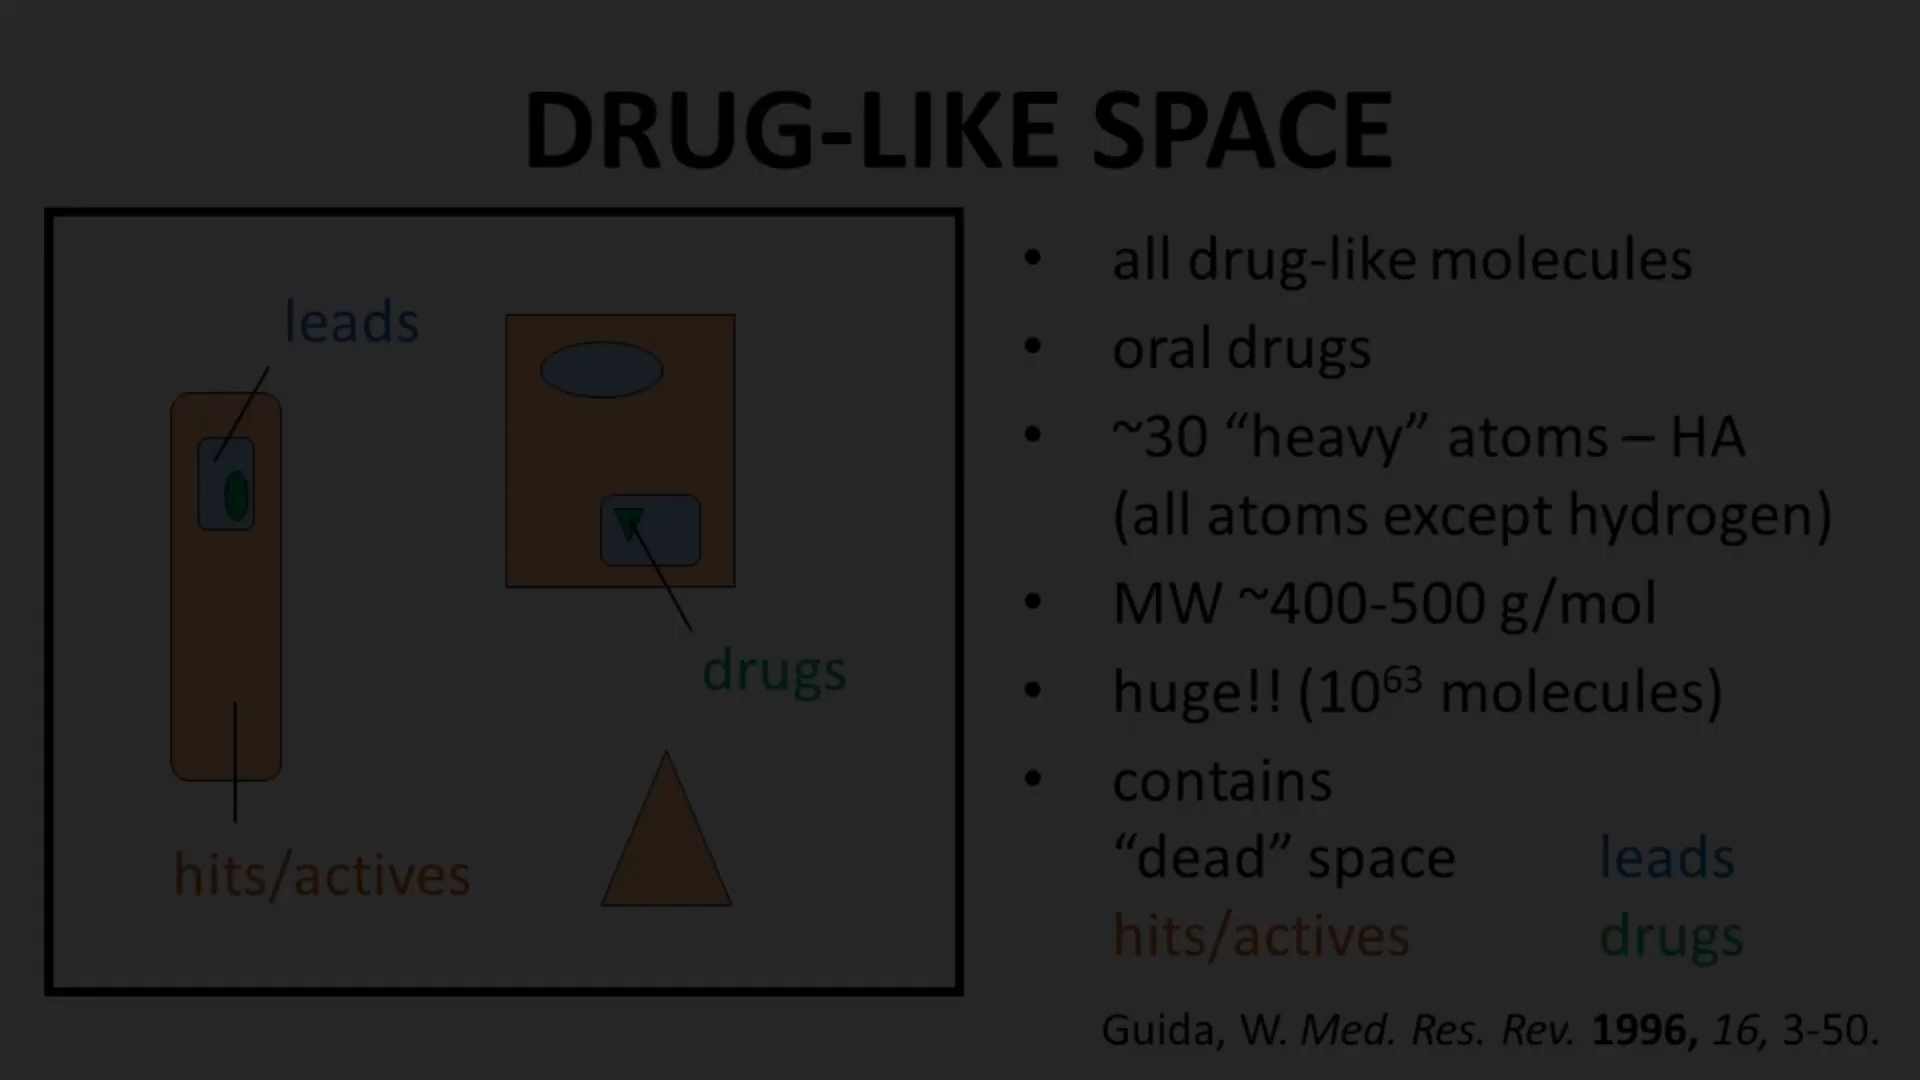 DRUG-LIKE SPACE
leads
drugs
hits/actives
• all drug-like molecules
• oral drugs
• ~30 “heavy” atoms – HA
(all atoms except hydrogen)
• MW ~400-500 g/mol
• huge!! (10⁶³ molecules)
• contains
“dead” space leads
hits/actives drugs
Guida, W. Med. Res. Rev. 1996, 16, 3-50.